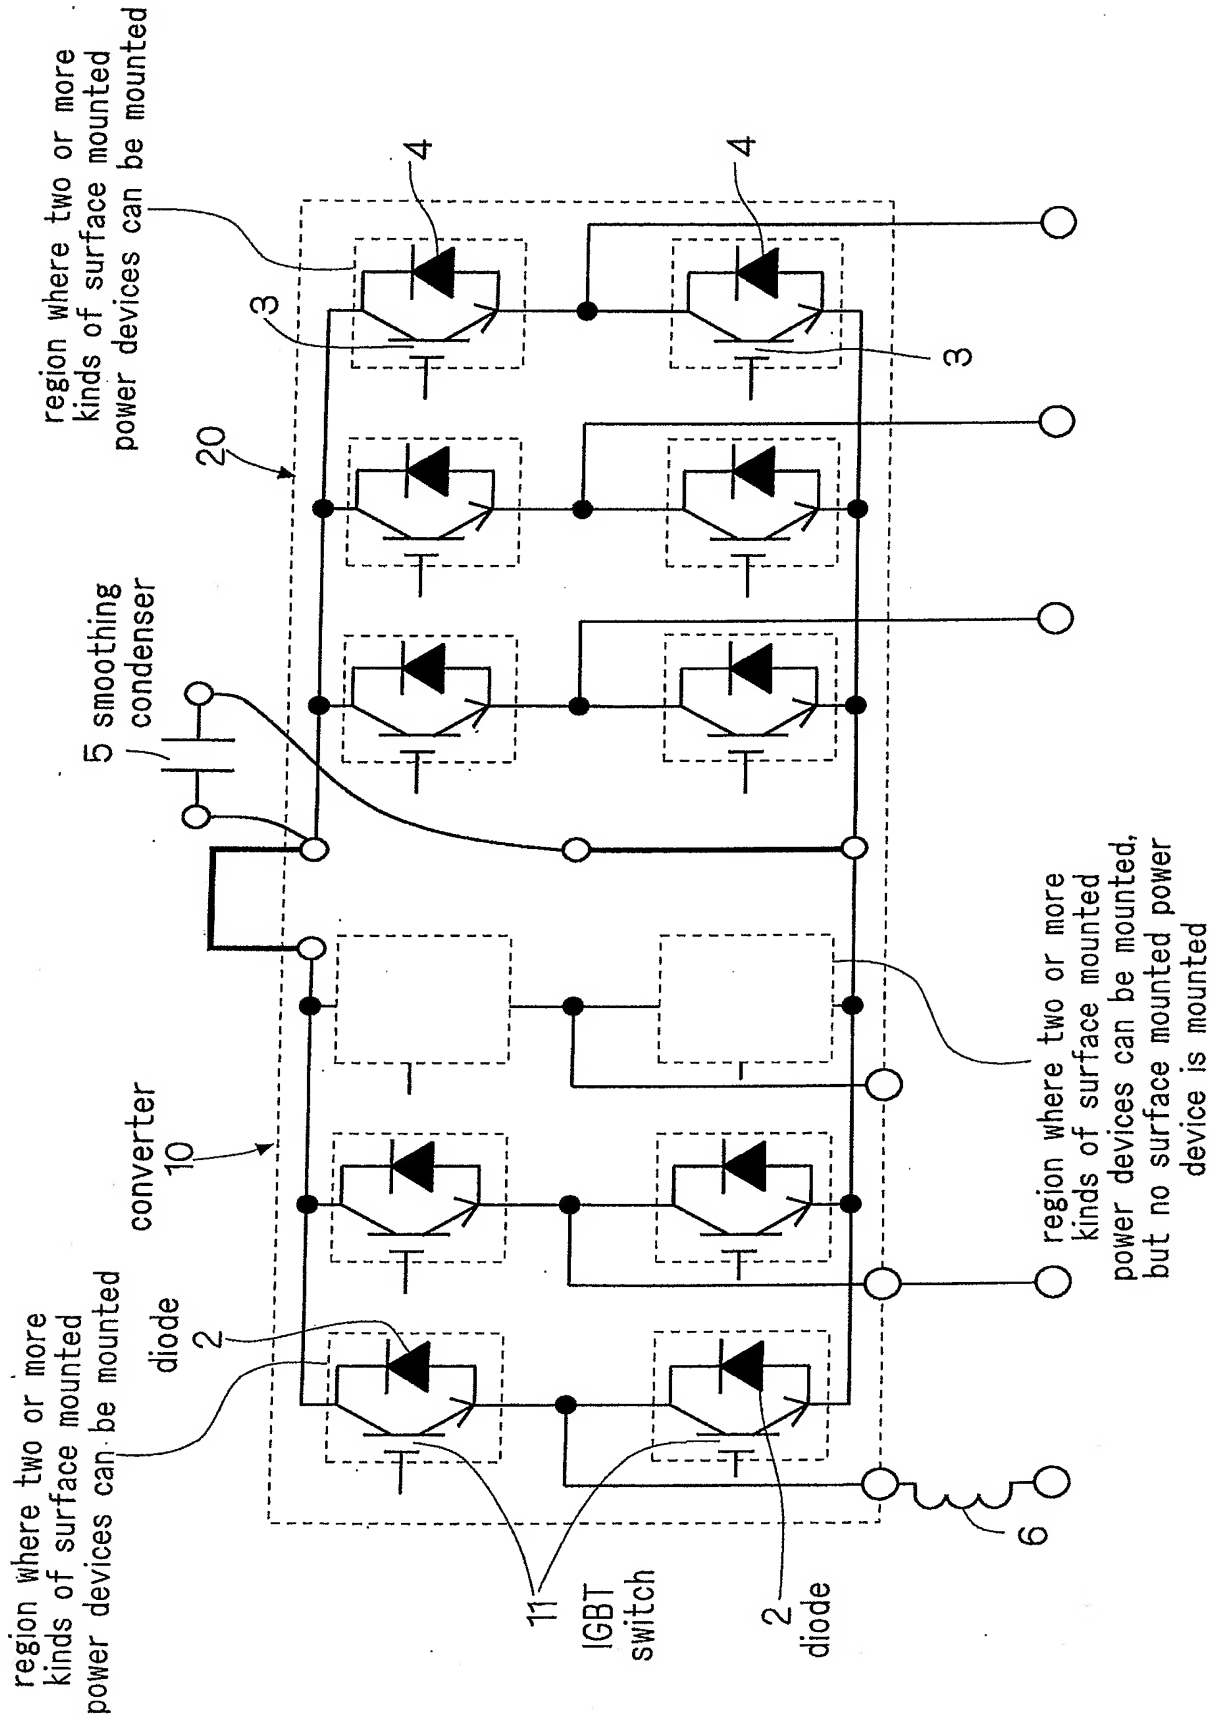 region where two or more
kinds of surface mounted
power devices can be mounted
diode
2
converter
10
5 smoothing
condenser
20
region where two or more
kinds of surface mounted
power devices can be mounted
3
4
4
3
11
IGBT
switch
2
diode
6
region where two or more
kinds of surface mounted
power devices can be mounted,
but no surface mounted power
device is mounted